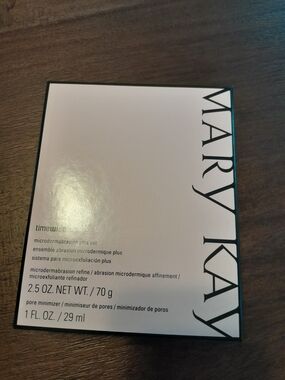 MARY KAY
timewise
microdermabrasion plus set
ensemble abrasion microdermique plus
sistema para microexfoliación plus
microdermabrasion refine / abrasion microdermique affinement /
microexfoliante refinador
2.5 OZ. NET WT. / 70 g
pore minimizer / minimiseur de pores / minimizador de poros
1 FL. OZ. / 29 ml